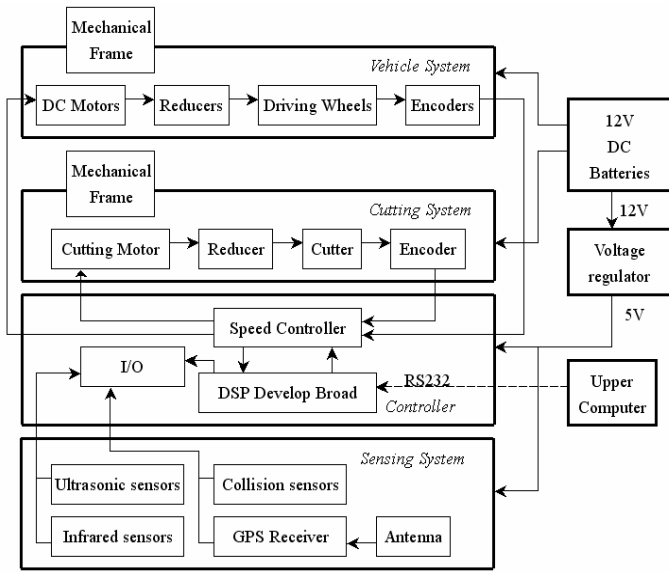 Mechanical
Frame
Vehicle System
DC Motors
Reducers
Driving Wheels
Encoders
12V
DC
Batteries
Mechanical
Frame
Cutting System
12V
Cutting Motor
Reducer
Cutter
Encoder
Voltage
regulator
5V
Speed Controller
I/O
DSP Develop Broad
RS232
Controller
Upper
Computer
Sensing System
Ultrasonic sensors
Collision sensors
Infrared sensors
GPS Receiver
Antenna